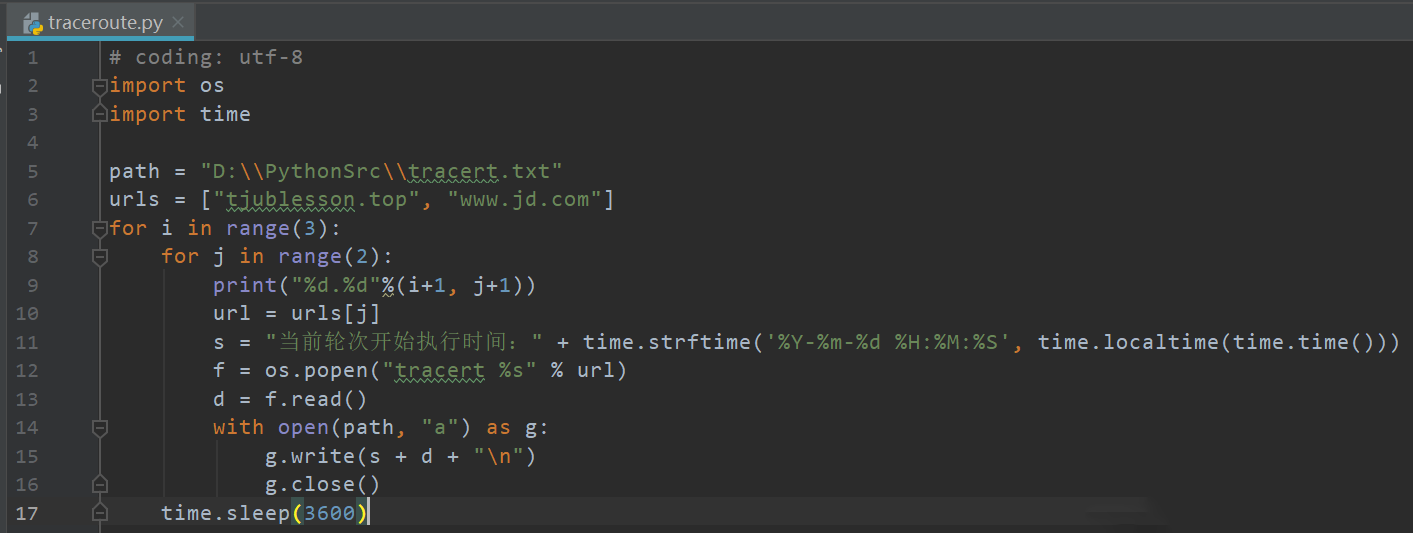 traceroute.py
1 # coding: utf-8
2 import os
3 import time
4
5 path = "D:\\PythonSrc\\tracert.txt"
6 urls = ["tjublesson.top", "www.jd.com"]
7 for i in range(3):
8     for j in range(2):
9         print("%d.%d"%(i+1, j+1))
10         url = urls[j]
11         s = "当前轮次开始执行时间：" + time.strftime('%Y-%m-%d %H:%M:%S', time.localtime(time.time()))
12         f = os.popen("tracert %s" % url)
13         d = f.read()
14         with open(path, "a") as g:
15             g.write(s + d + "\n")
16             g.close()
17     time.sleep(3600)